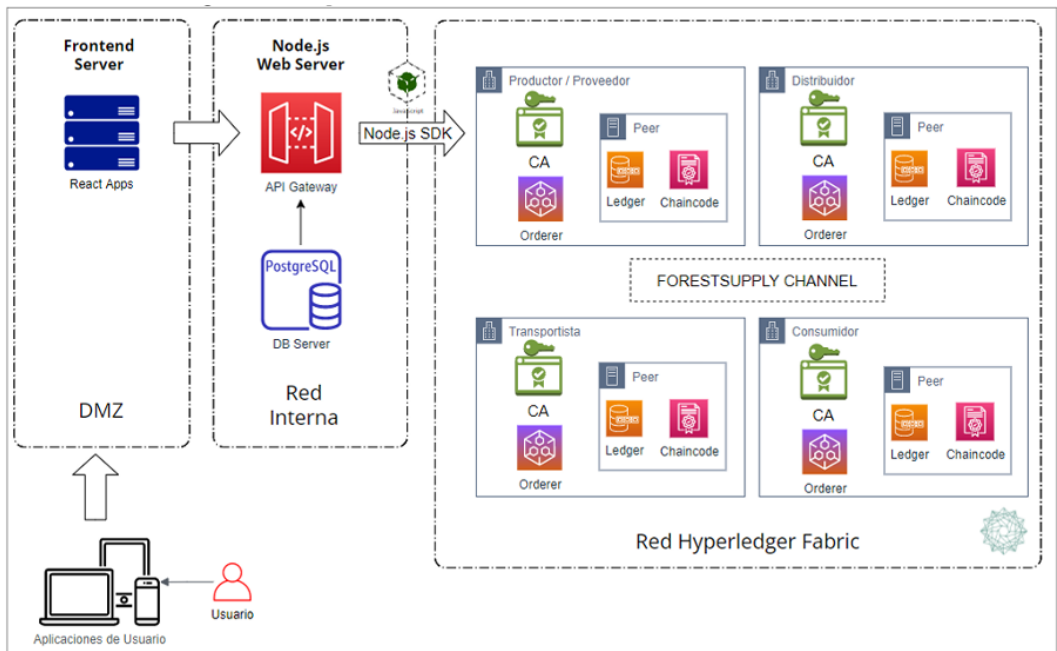 Frontend
Server
React Apps
DMZ
Node.js
Web Server
API Gateway
PostgreSQL
DB Server
Red
Interna
Javascript
Node.js SDK
Productor / Proveedor
CA
Orderer
Peer
Ledger
Chaincode
Distribuidor
CA
Orderer
Peer
Ledger
Chaincode
FORESTSUPPLY CHANNEL
Transportista
CA
Orderer
Peer
Ledger
Chaincode
Consumidor
CA
Orderer
Peer
Ledger
Chaincode
Red Hyperledger Fabric
Usuario
Aplicaciones de Usuario